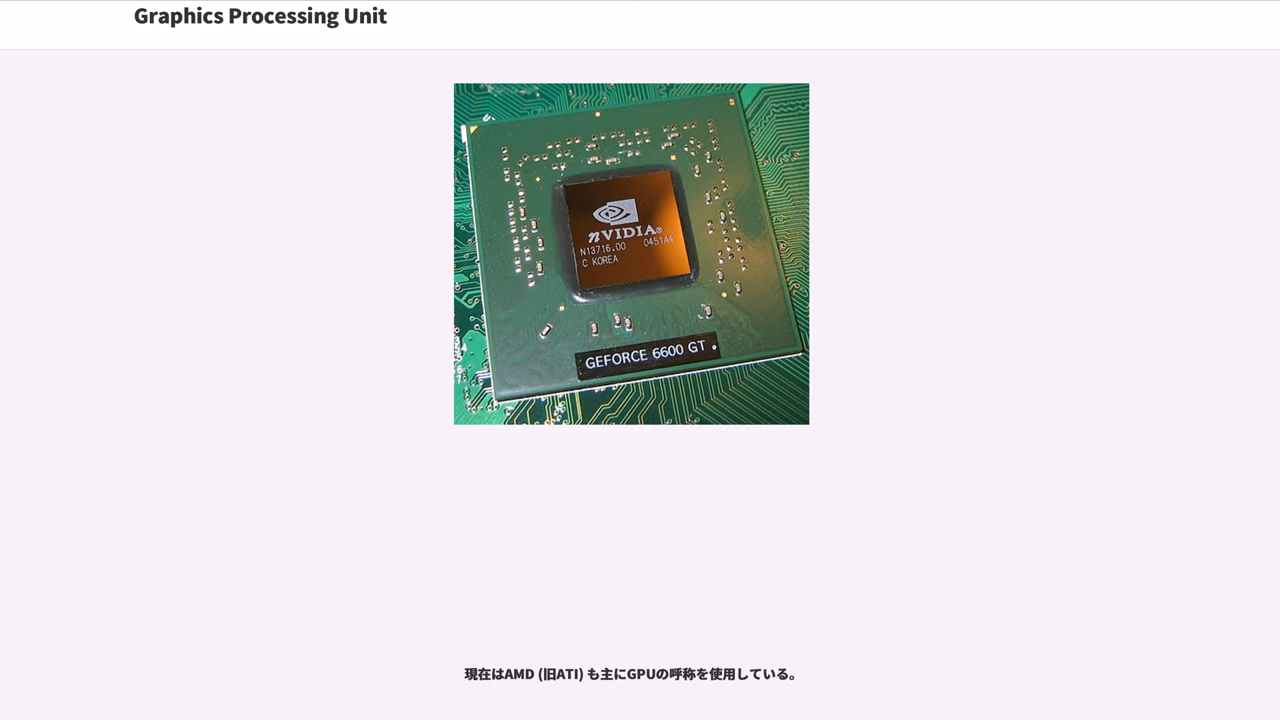 Graphics Processing Unit
nVIDIA®
N13716.00 0451A4
C KOREA
GEFORCE 6600 GT
現在はAMD (旧ATI) も主にGPUの呼称を使用している。